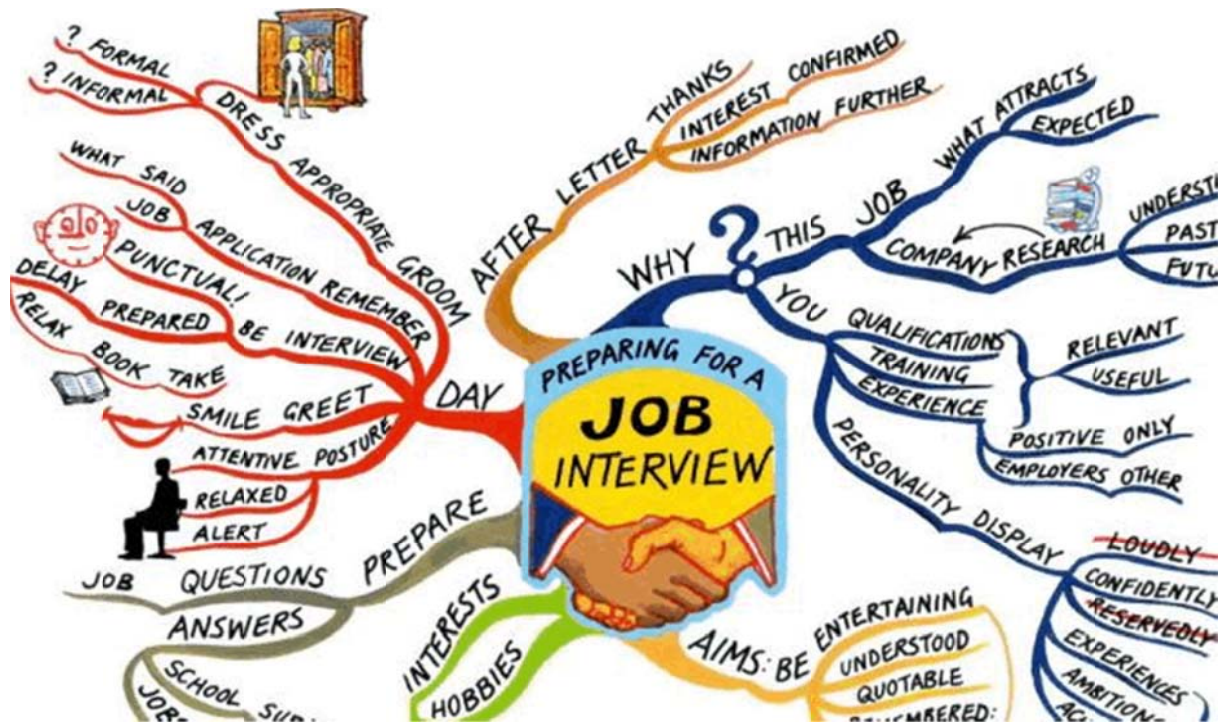 PREPARING FOR A
JOB
INTERVIEW
? FORMAL
? INFORMAL
DRESS APPROPRIATE GROOM
WHAT SAID
JOB
APPLICATION REMEMBER
PUNCTUAL!
BE INTERVIEW
DELAY PREPARED
RELAX BOOK TAKE
SMILE GREET
ATTENTIVE POSTURE
RELAXED
ALERT
DAY
AFTER LETTER THANKS
INTEREST CONFIRMED
INFORMATION FURTHER
WHY ? THIS JOB WHAT ATTRACTS
EXPECTED
COMPANY RESEARCH
PAST
YOU QUALIFICATIONS
TRAINING
EXPERIENCE
RELEVANT
USEFUL
POSITIVE ONLY
EMPLOYERS OTHER
PERSONALITY DISPLAY
LOUDLY
CONFIDENTLY
RESERVEDLY
EXPERIENCES
PREPARE
JOB QUESTIONS
ANSWERS
SCHOOL
JOBS
INTERESTS
HOBBIES
AIMS: BE ENTERTAINING
UNDERSTOOD
QUOTABLE